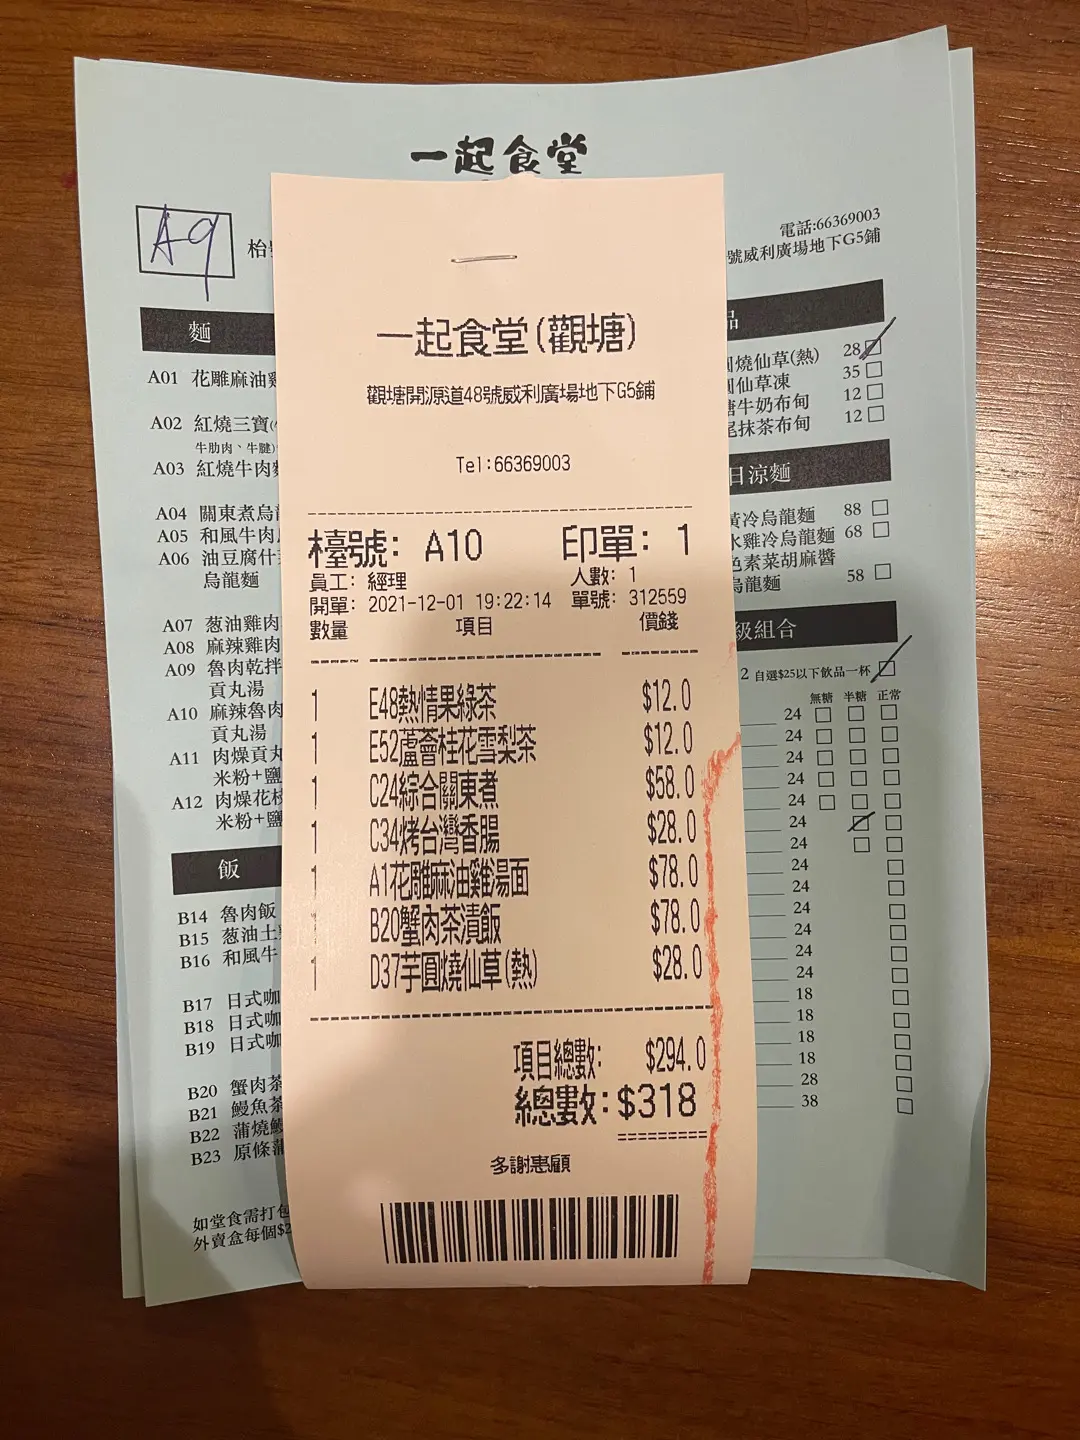 一起食堂
A9
枱
電話:66369003
號威利廣場地下G5鋪
麵
A01 花雕麻油雞
A02 紅燒三寶
牛肋肉、牛腱)
A03 紅燒牛肉麵
A04 關東煮烏龍
A05 和風牛肉
A06 油豆腐什
烏龍麵
A07 葱油雞肉
A08 麻辣雞肉
A09 魯肉乾拌
貢丸湯
A10 麻辣魯肉
貢丸湯
A11 肉燥貢丸
米粉+鹽
A12 肉燥花枝
米粉+鹽
飯
B14 魯肉飯
B15 葱油土
B16 和風牛
B17 日式咖
B18 日式咖
B19 日式咖
B20 蟹肉茶
B21 鰻魚茶
B22 蒲燒鰻
B23 原條蒲
如堂食需打包
外賣盒每個$2
一起食堂(觀塘)
觀塘開源道48號威利廣場地下G5鋪
Tel:66369003
檯號: A10 印單: 1
員工: 經理 人數: 1
開單: 2021-12-01 19:22:14 單號: 312559
數量 項目 價錢
1 E48熱情果綠茶 $12.0
1 E52蘆薈桂花雪梨茶 $12.0
1 C24綜合關東煮 $58.0
1 C34烤台灣香腸 $28.0
1 A1花雕麻油雞湯面 $78.0
1 B20蟹肉茶漬飯 $78.0
1 D37芋圓燒仙草(熱) $28.0
項目總數: $294.0
總數:$318
多謝惠顧
品
圓燒仙草(熱) 28
圓仙草凍 35
糖牛奶布甸 12
尾抹茶布甸 12
日涼麵
冷烏龍麵 88
水雞冷烏龍麵 68
色素菜胡麻醬
烏龍麵 58
級組合
2 自選$25以下飲品一杯
無糖 半糖 正常
24
24
24
24
24
24
24
24
24
24
24
24
24
18
18
18
18
28
38